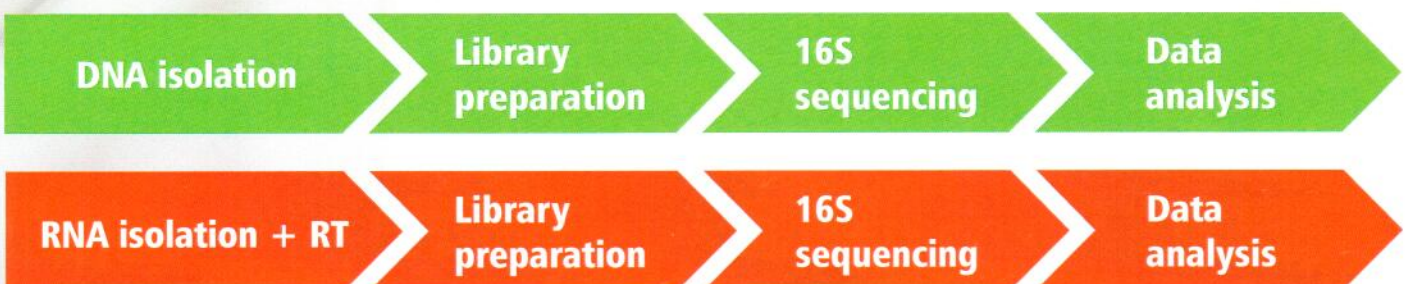 DNA isolation
Library
preparation
16S
sequencing
Data
analysis
RNA isolation + RT
Library
preparation
16S
sequencing
Data
analysis